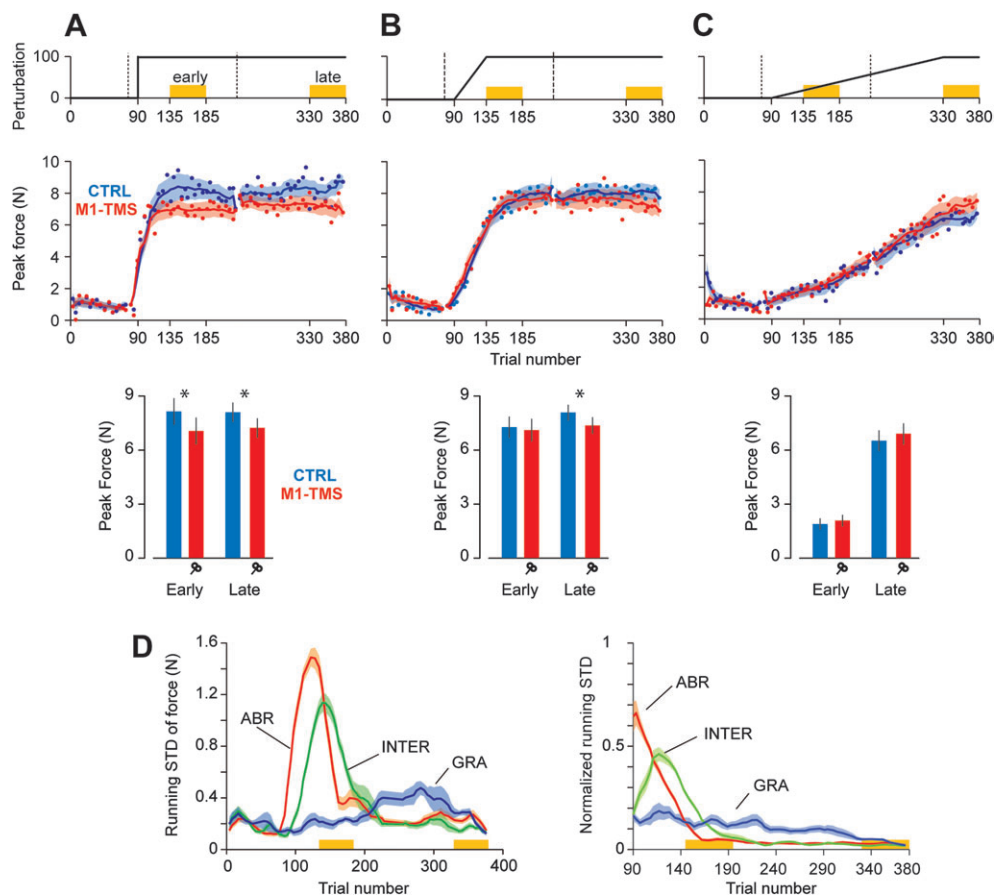 A
B
C
Perturbation
100
0
early
late
90
135
185
330
380
90
135
185
330
380
90
135
185
330
380
Peak force (N)
10
8
6
4
2
0
CTRL
M1-TMS
0
90
135
185
330
380
0
90
135
185
330
380
0
90
135
185
330
380
Trial number
Peak Force (N)
9
6
3
0
*
*
Early
Late
CTRL
M1-TMS
Peak Force (N)
9
6
3
0
*
Early
Late
Peak Force (N)
9
6
3
0
Early
Late
D
Running STD of force (N)
1.6
1.2
0.8
0.4
0
ABR
INTER
GRA
0
100
200
300
400
Trial number
Normalized running STD
1
0.5
0
ABR
INTER
GRA
90
140
190
240
290
340
380
Trial number